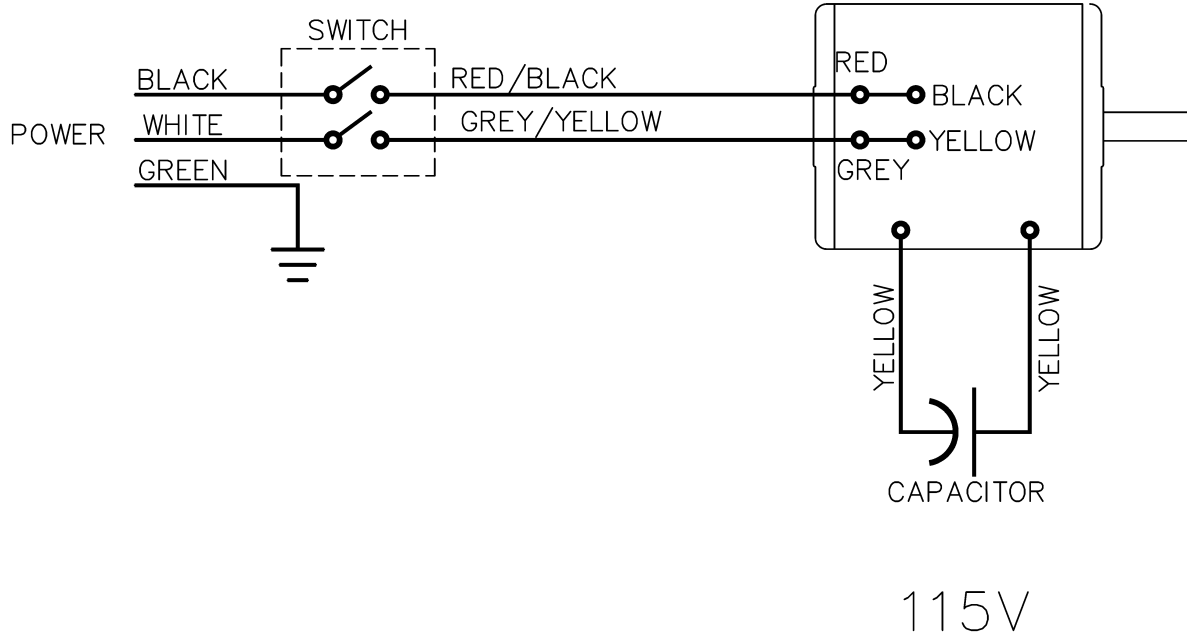 SWITCH
BLACK
RED/BLACK
RED
BLACK
POWER
WHITE
GREY/YELLOW
YELLOW
GREEN
GREY
YELLOW
YELLOW
CAPACITOR
115V